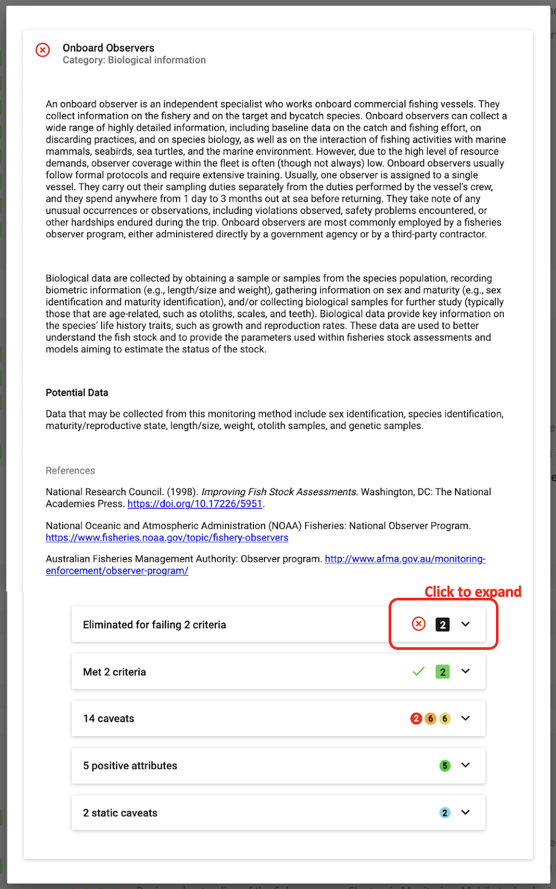 Onboard Observers
Category: Biological information
An onboard observer is an independent specialist who works onboard commercial fishing vessels. They
collect information on the fishery and on the target and bycatch species. Onboard observers can collect a
wide range of highly detailed information, including baseline data on the catch and fishing effort, on
discarding practices, and on species biology, as well as on the interaction of fishing activities with marine
mammals, seabirds, sea turtles, and the marine environment. However, due to the high level of resource
demands, observer coverage within the fleet is often (though not always) low. Onboard observers usually
follow formal protocols and require extensive training. Usually, one observer is assigned to a single
vessel. They carry out their sampling duties separately from the duties performed by the vessel's crew,
and they spend anywhere from 1 day to 3 months out at sea before returning. They take note of any
unusual occurrences or observations, including violations observed, safety problems encountered, or
other hardships endured during the trip. Onboard observers are most commonly employed by a fisheries
observer program, either administered directly by a government agency or by a third-party contractor.
Biological data are collected by obtaining a sample or samples from the species population, recording
biometric information (e.g., length/size and weight), gathering information on sex and maturity (e.g., sex
identification and maturity identification), and/or collecting biological samples for further study (typically
those that are age-related, such as otoliths, scales, and teeth). Biological data provide key information on
the species' life history traits, such as growth and reproduction rates. These data are used to better
understand the fish stock and to provide the parameters used within fisheries stock assessments and
models aiming to estimate the status of the stock.
Potential Data
Data that may be collected from this monitoring method include sex identification, species identification,
maturity/reproductive state, length/size, weight, otolith samples, and genetic samples.
References
National Research Council. (1998). Improving Fish Stock Assessments. Washington, DC: The National
Academies Press. https://doi.org/10.17226/5951.
National Oceanic and Atmospheric Administration (NOAA) Fisheries: National Observer Program.
https://www.fisheries.noaa.gov/topic/fishery-observers
Australian Fisheries Management Authority: Observer program. http://www.afma.gov.au/monitoring-
enforcement/observer-program/
Click to expand
Eliminated for failing 2 criteria 2
Met 2 criteria 2
14 caveats 2 6 6
5 positive attributes 5
2 static caveats 2